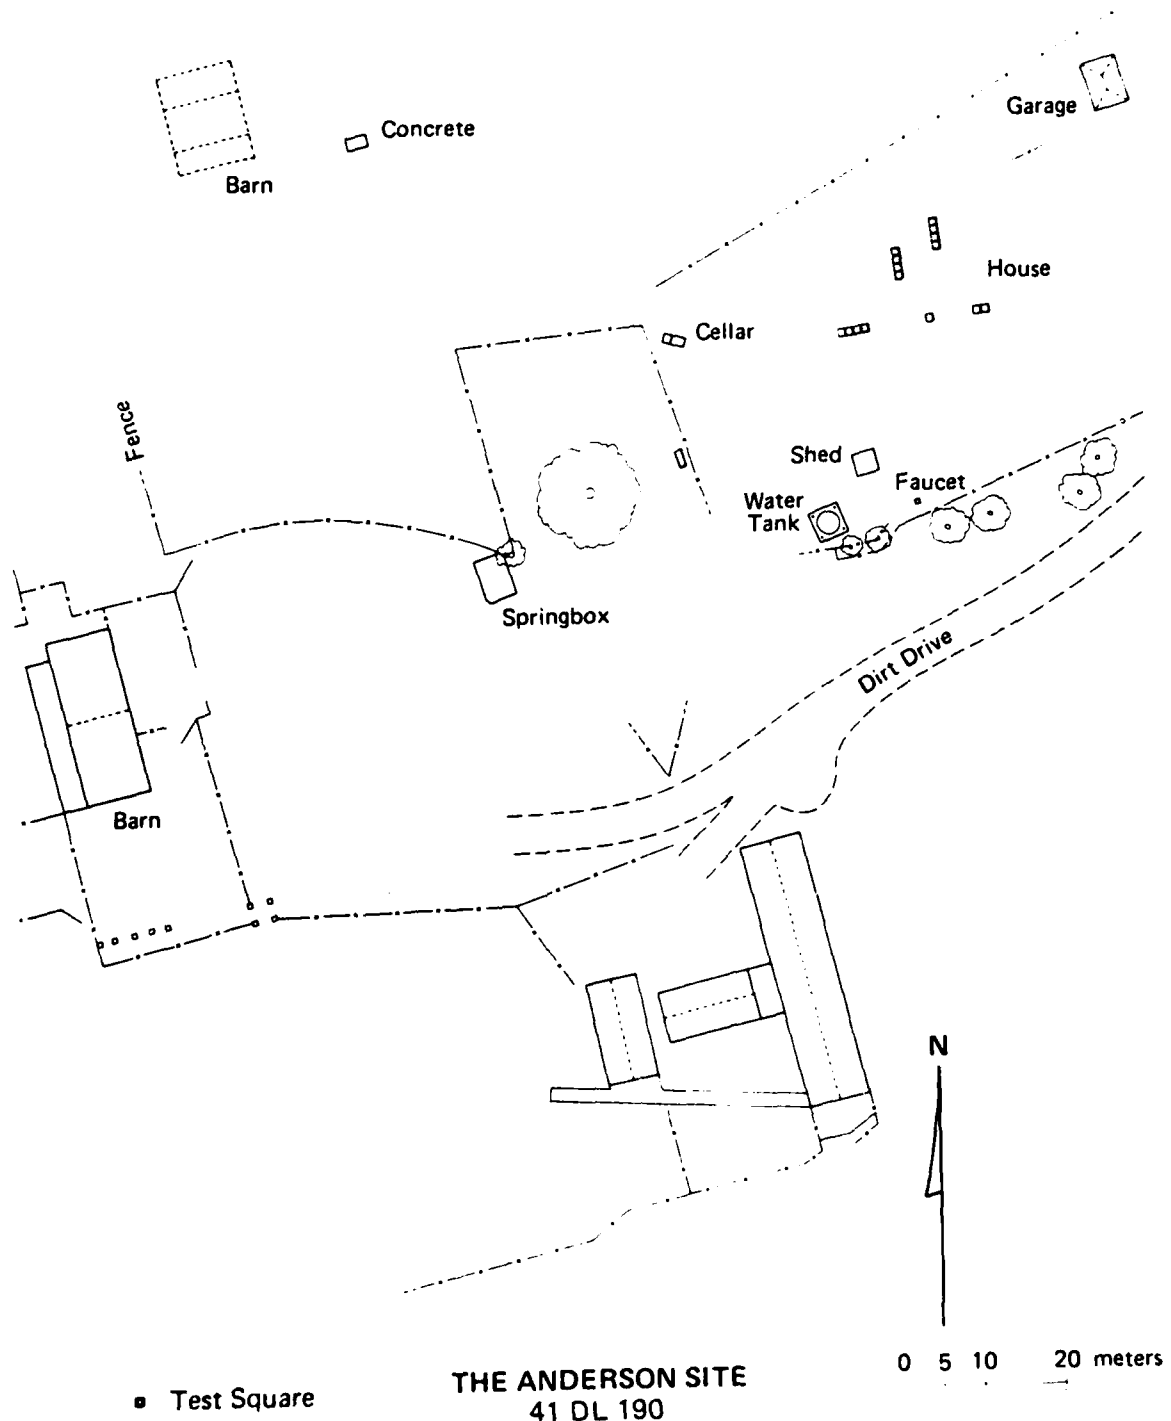 Garage
Concrete
Barn
House
Cellar
Fence
Shed
Faucet
Water
Tank
Springbox
Dirt Drive
Barn
N
0 5 10 20 meters
Test Square
THE ANDERSON SITE
41 DL 190